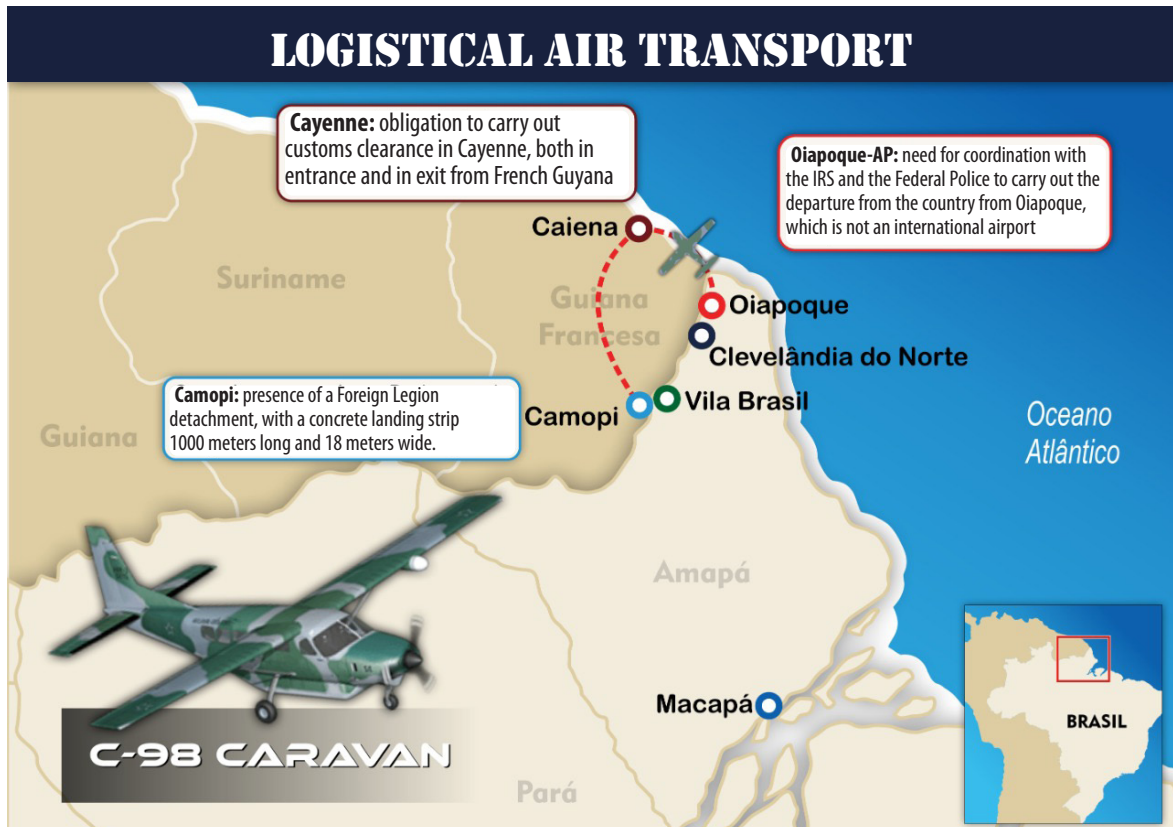 LOGISTICAL AIR TRANSPORT
Cayenne: obligation to carry out
customs clearance in Cayenne, both in
entrance and in exit from French Guyana
Oiapoque-AP: need for coordination with
the IRS and the Federal Police to carry out the
departure from the country from Oiapoque,
which is not an international airport
Caiena
Suriname
Guiana
Francesa
Oiapoque
Clevelândia do Norte
Camopi: presence of a Foreign Legion
detachment, with a concrete landing strip
1000 meters long and 18 meters wide.
Camopi
Vila Brasil
Guiana
Oceano
Atlântico
Amapá
Macapá
BRASIL
C-98 CARAVAN
Pará